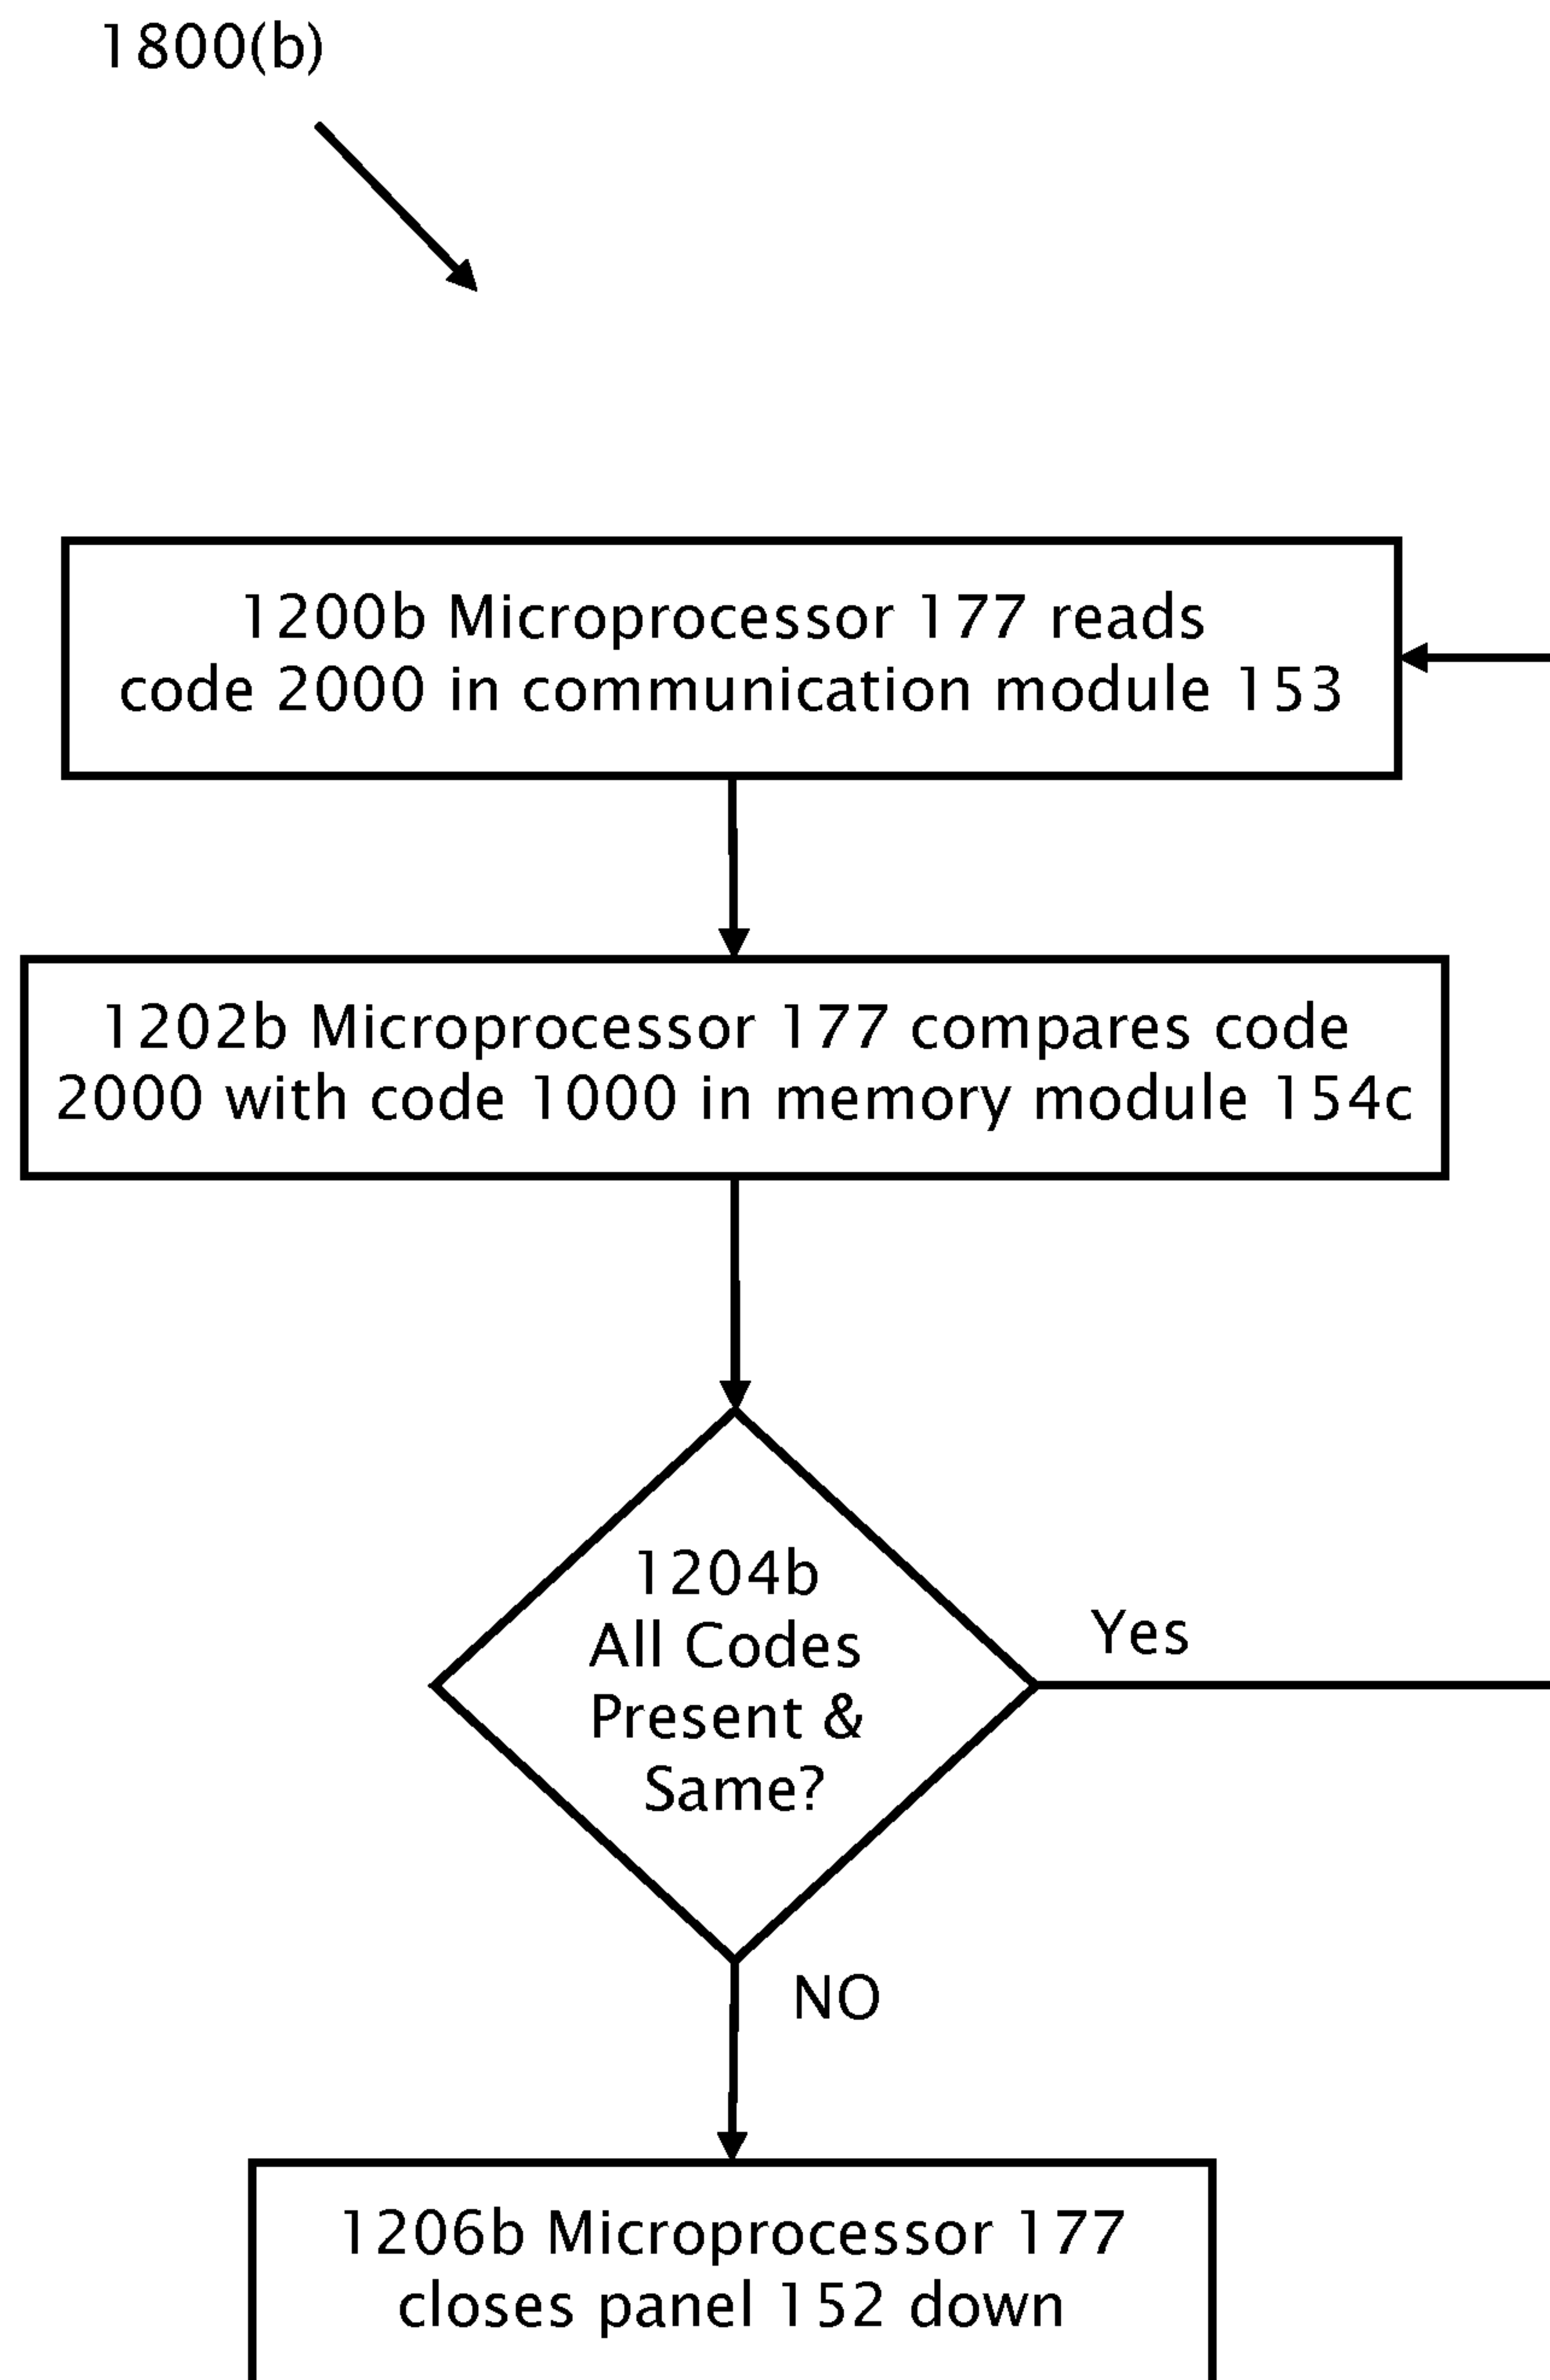 1800(b)
1200b Microprocessor 177 reads
code 2000 in communication module 153
1202b Microprocessor 177 compares code
2000 with code 1000 in memory module 154c
1204b
All Codes
Present &
Same?
Yes
NO
1206b Microprocessor 177
closes panel 152 down